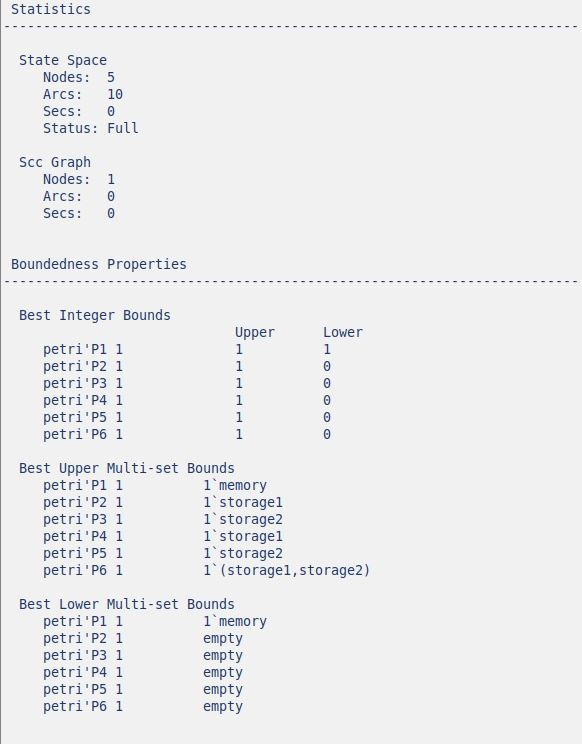 Statistics
------------------------------------------------------------------------
State Space
Nodes: 5
Arcs: 10
Secs: 0
Status: Full
Scc Graph
Nodes: 1
Arcs: 0
Secs: 0
Boundedness Properties
------------------------------------------------------------------------
Best Integer Bounds
Upper Lower
petri'P1 1 1 1
petri'P2 1 1 0
petri'P3 1 1 0
petri'P4 1 1 0
petri'P5 1 1 0
petri'P6 1 1 0
Best Upper Multi-set Bounds
petri'P1 1 1`memory
petri'P2 1 1`storage1
petri'P3 1 1`storage2
petri'P4 1 1`storage1
petri'P5 1 1`storage2
petri'P6 1 1`(storage1,storage2)
Best Lower Multi-set Bounds
petri'P1 1 1`memory
petri'P2 1 empty
petri'P3 1 empty
petri'P4 1 empty
petri'P5 1 empty
petri'P6 1 empty